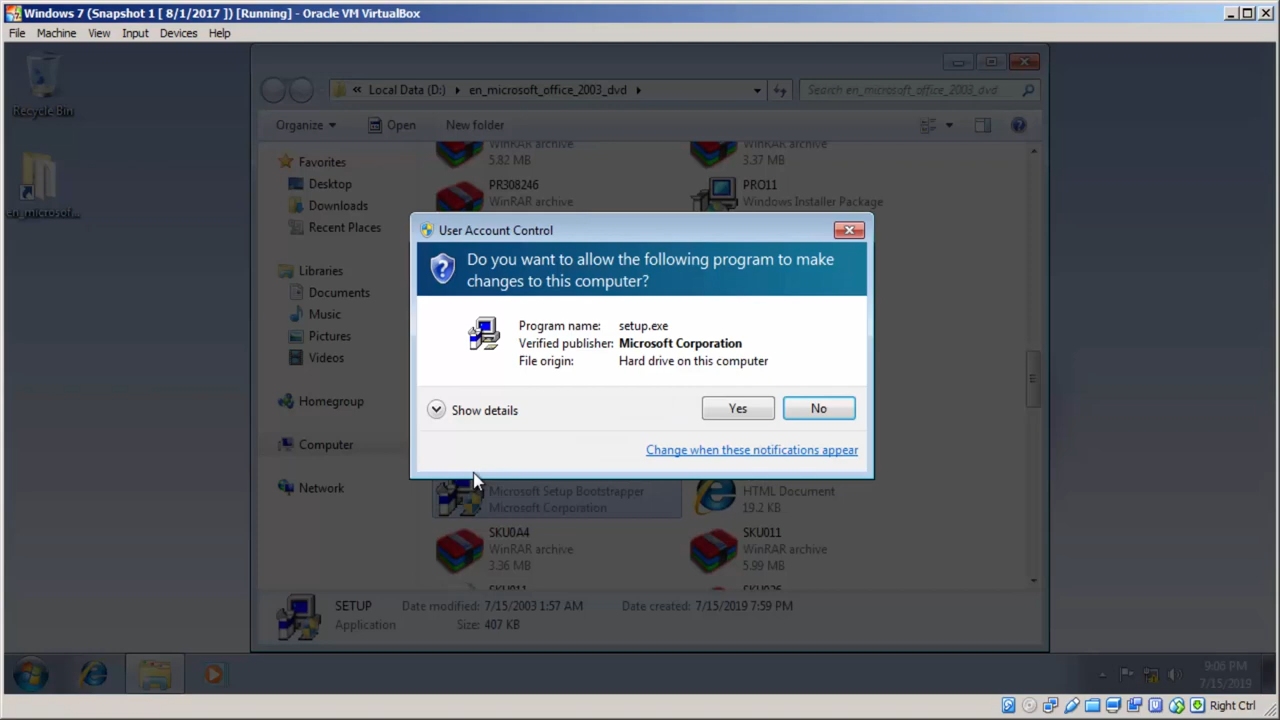 Windows 7 (Snapshot 1 [ 8/1/2017 ]) [Running] - Oracle VM VirtualBox
File Machine View Input Devices Help
Recycle Bin
« Local Data (D:) en_microsoft_office_2003_dvd
Search en_microsoft_office_2003_dvd
Organize Open New folder
en_microsof...
Favorites
Desktop
Downloads
Recent Places
Libraries
Documents
Music
Pictures
Videos
Homegroup
Computer
Network
WinRAR archive
5.82 MB
WinRAR archive
3.37 MB
PR308246
WinRAR archive
PRO11
Windows Installer Package
User Account Control
Do you want to allow the following program to make
changes to this computer?
Program name: setup.exe
Verified publisher: Microsoft Corporation
File origin: Hard drive on this computer
Show details
Yes
No
Change when these notifications appear
Microsoft Setup Bootstrapper
Microsoft Corporation
HTML Document
19.2 KB
SKU0A4
WinRAR archive
3.36 MB
SKU011
WinRAR archive
5.99 MB
SETUP Date modified: 7/15/2003 1:57 AM Date created: 7/15/2019 7:59 PM
Application Size: 407 KB
9:06 PM
7/15/2019
Right Ctrl